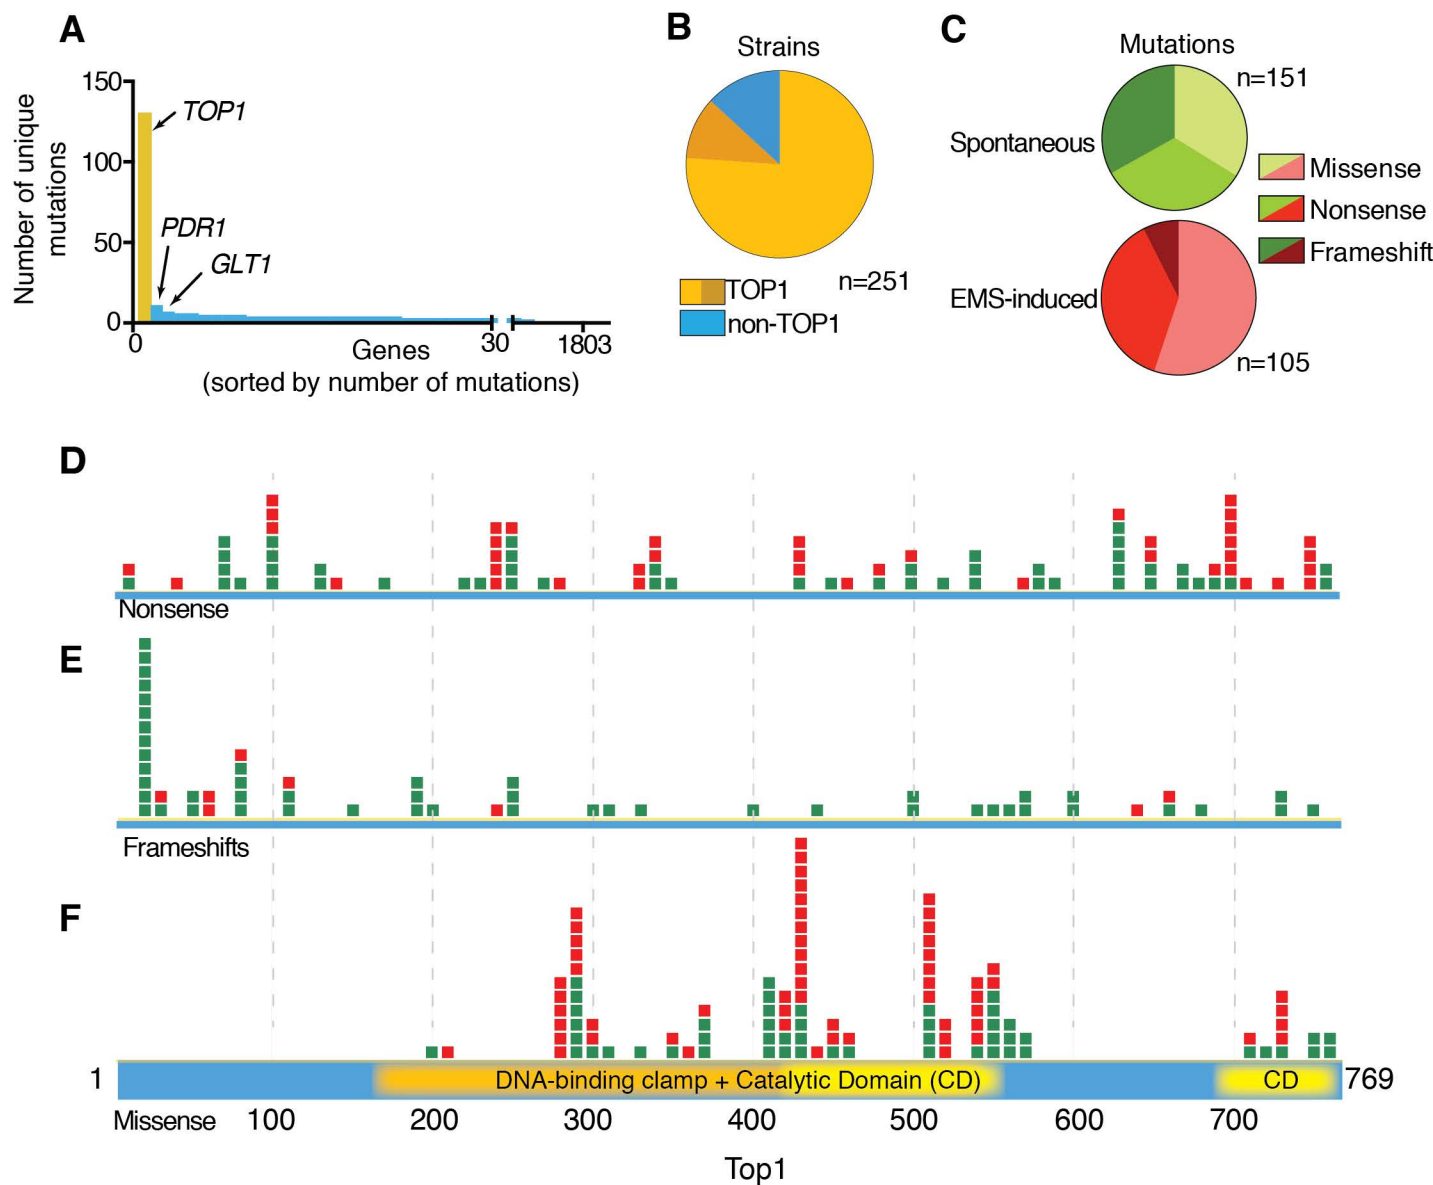 A
150
100
50
0
Number of unique
mutations
TOP1
PDR1
GLT1
0
30
1803
Genes
(sorted by number of mutations)
B
Strains
n=251
TOP1
non-TOP1
C
Mutations
n=151
Spontaneous
Missense
Nonsense
Frameshift
EMS-induced
n=105
D
Nonsense
E
Frameshifts
F
1
DNA-binding clamp + Catalytic Domain (CD)
CD
769
Missense
100
200
300
400
500
600
700
Top1